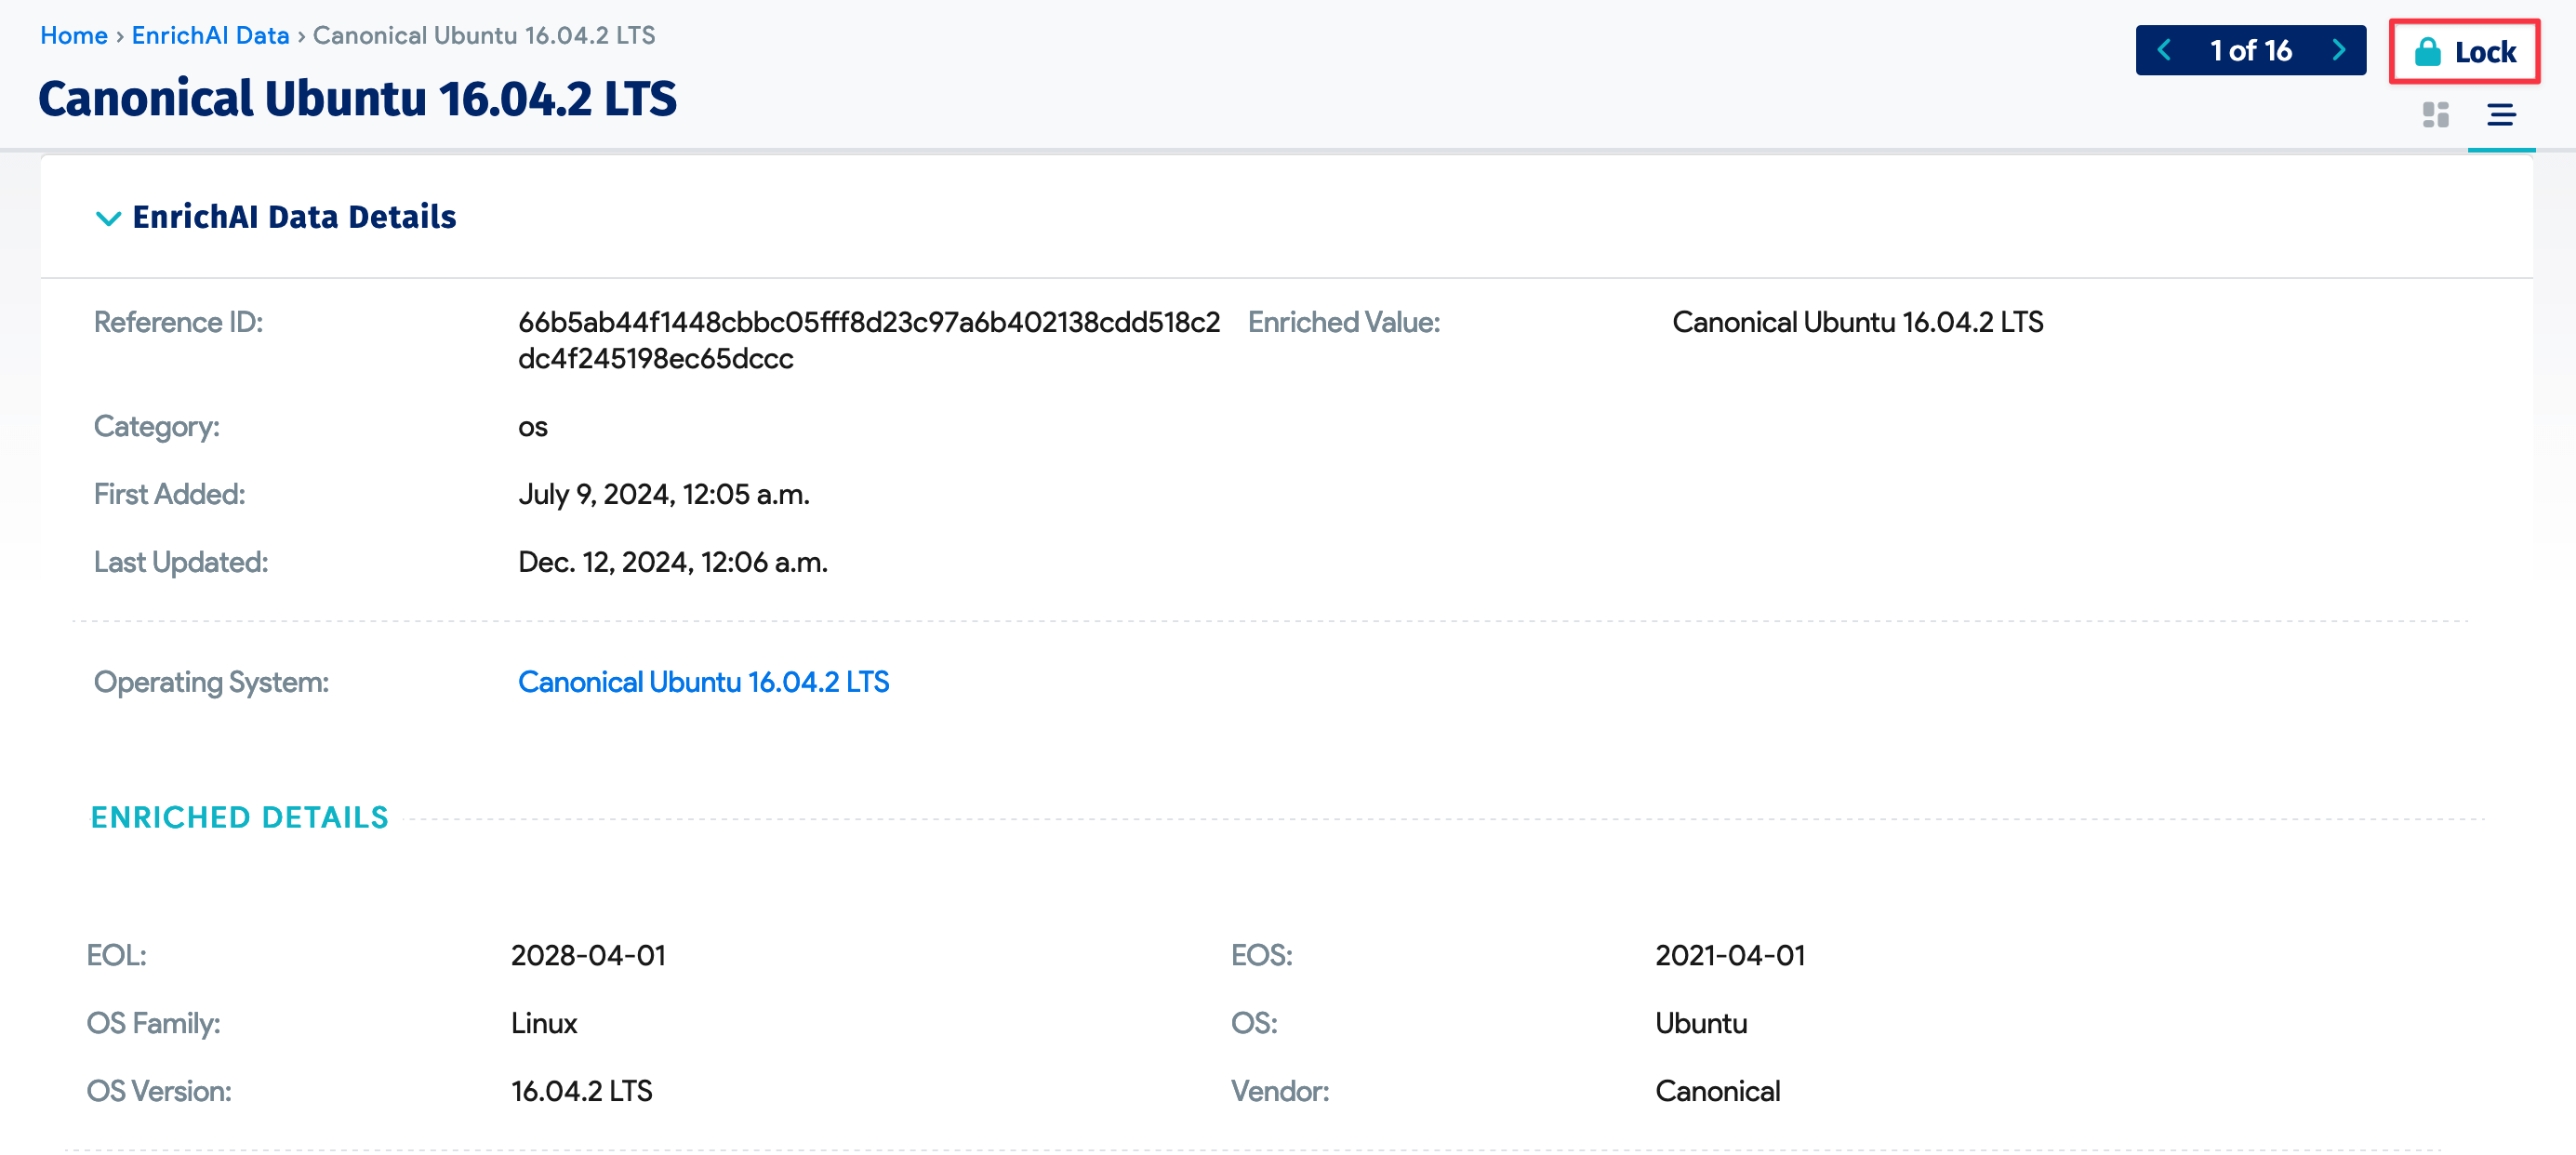 Home › EnrichAI Data › Canonical Ubuntu 16.04.2 LTS
1 of 16
Lock
Canonical Ubuntu 16.04.2 LTS
EnrichAI Data Details
Reference ID: 66b5ab44f1448cbbc05fff8d23c97a6b402138cdd518c2 Enriched Value: Canonical Ubuntu 16.04.2 LTS
dc4f245198ec65dccc
Category: os
First Added: July 9, 2024, 12:05 a.m.
Last Updated: Dec. 12, 2024, 12:06 a.m.
Operating System: Canonical Ubuntu 16.04.2 LTS
ENRICHED DETAILS
EOL: 2028-04-01 EOS: 2021-04-01
OS Family: Linux OS: Ubuntu
OS Version: 16.04.2 LTS Vendor: Canonical